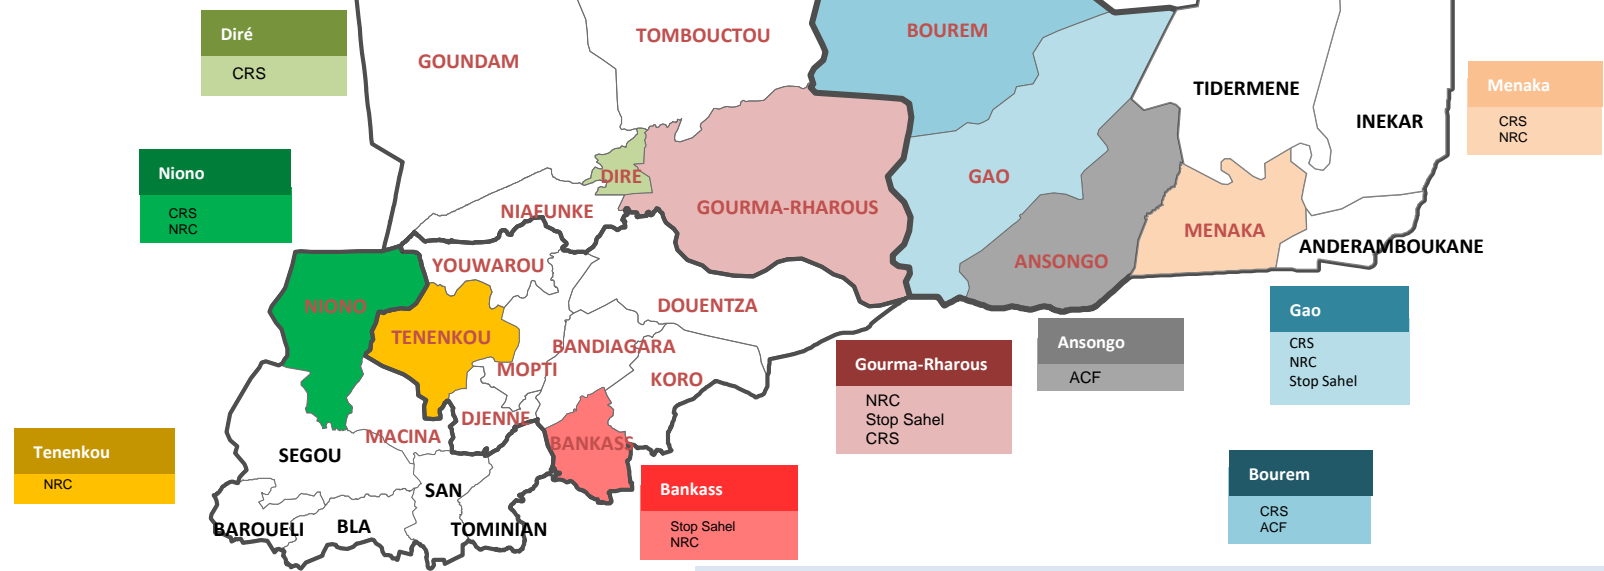 Diré
CRS
GOUNDAM
TOMBOUCTOU
BOUREM
TIDERMENE
INEKAR
Menaka
CRS
NRC
Niono
CRS
NRC
DIRE
NIAFUNKE
GOURMA-RHAROUS
GAO
ANSONGO
MENAKA
ANDERAMBOUKANE
YOUWAROU
NIONO
TENENKOU
DOUENTZA
BANDIAGARA
MOPTI
KORO
DJENNE
MACINA
BANKASS
SEGOU
SAN
BAROUELI
BLA
TOMINIAN
Gao
CRS
NRC
Stop Sahel
Ansongo
ACF
Gourma-Rharous
NRC
Stop Sahel
CRS
Tenenkou
NRC
Bankass
Stop Sahel
NRC
Bourem
CRS
ACF